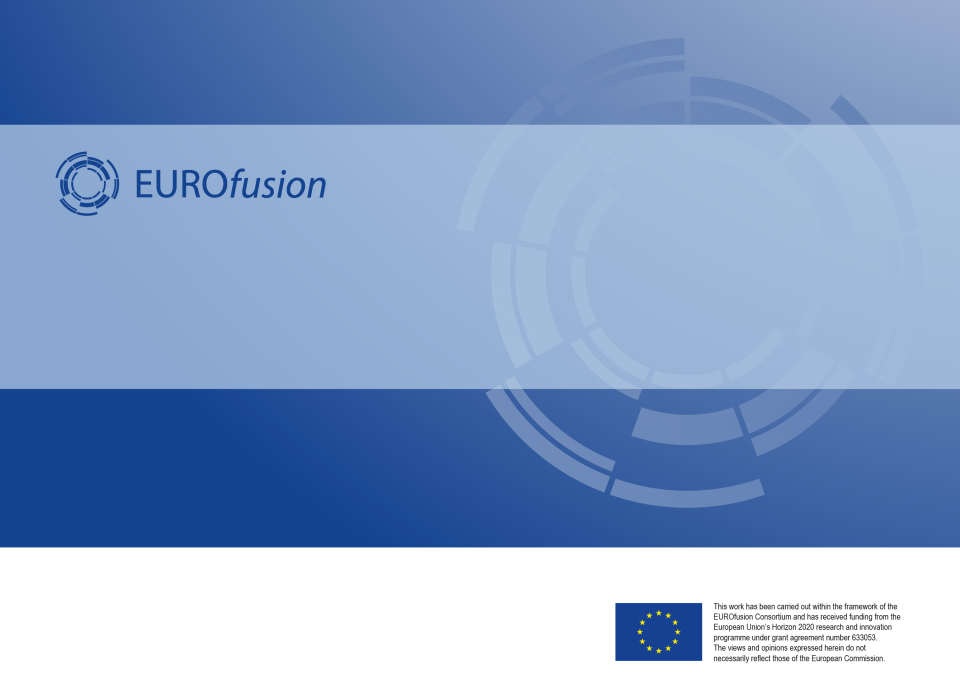 EUROfusion
This work has been carried out within the framework of the
EUROfusion Consortium and has received funding from the
European Union's Horizon 2020 research and innovation
programme under grant agreement number 633053.
The views and opinions expressed herein do not
necessarily reflect those of the European Commission.